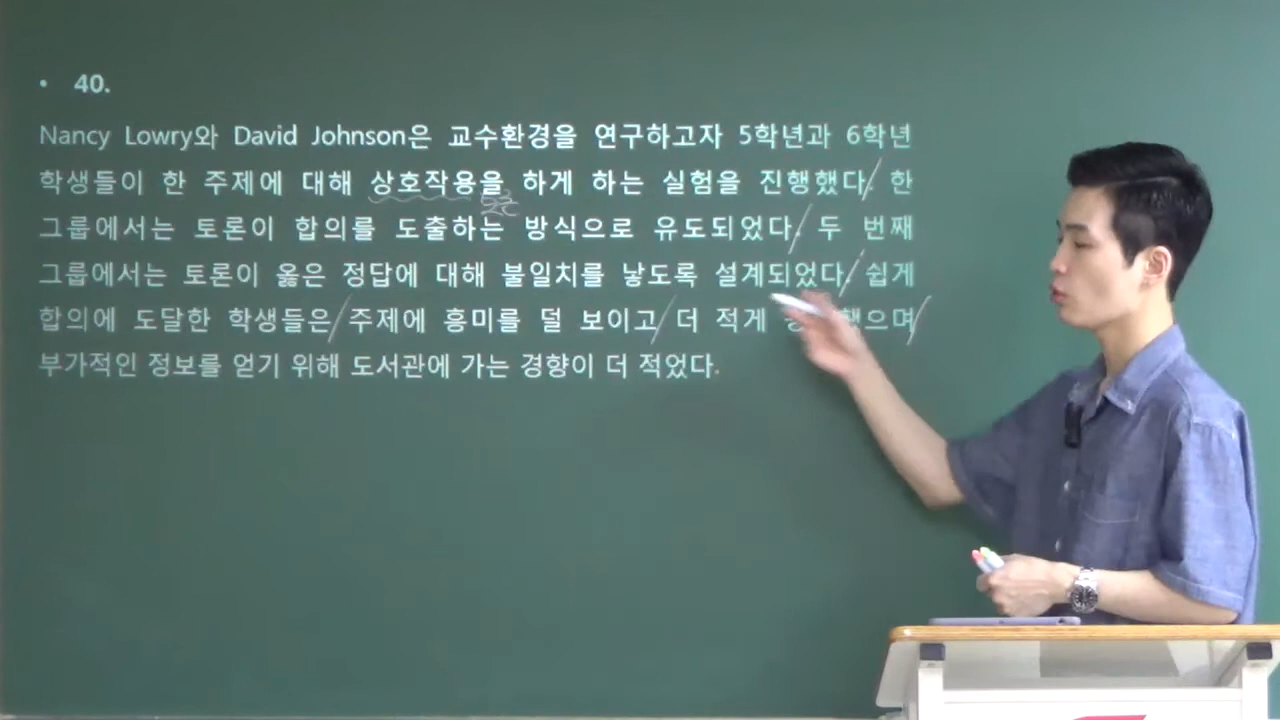 • 40.
Nancy Lowry와 David Johnson은 교수환경을 연구하고자 5학년과 6학년
학생들이 한 주제에 대해 상호작용을 하게 하는 실험을 진행했다. 한
그룹에서는 토론이 합의를 도출하는 방식으로 유도되었다. 두 번째
그룹에서는 토론이 옳은 정답에 대해 불일치를 낳도록 설계되었다. 쉽게
합의에 도달한 학생들은 주제에 흥미를 덜 보이고 더 적게 했으며
부가적인 정보를 얻기 위해 도서관에 가는 경향이 더 적었다.